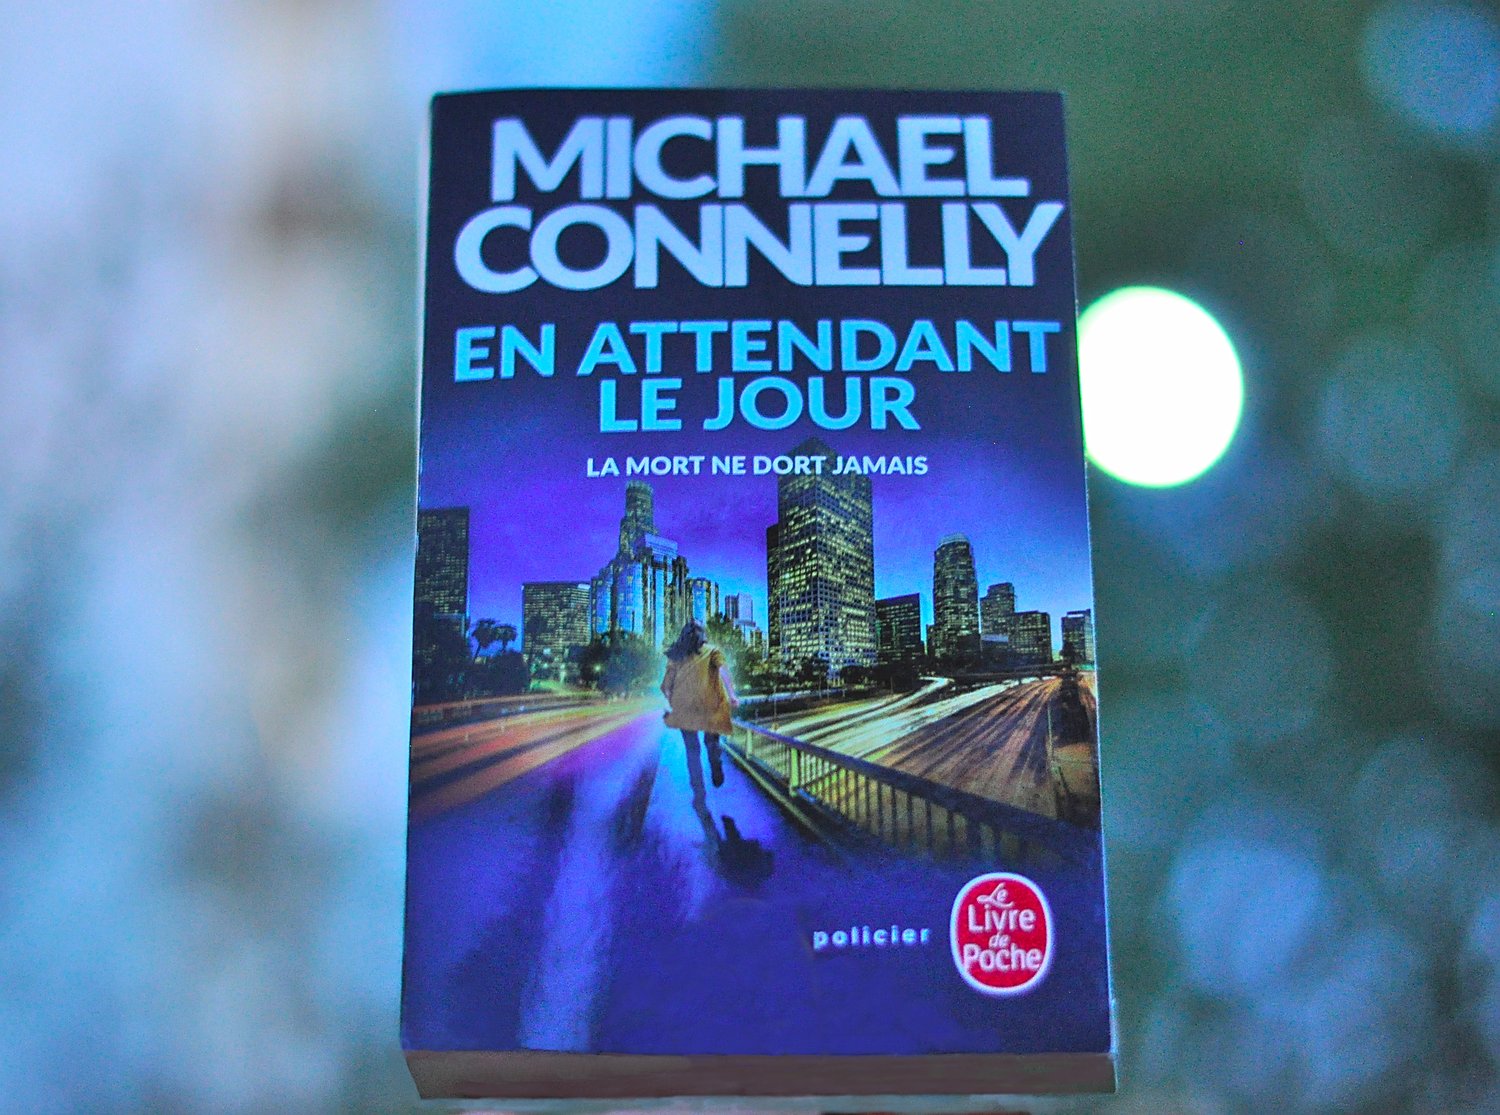 MICHAEL
CONNELLY
EN ATTENDANT
LE JOUR
LA MORT NE DORT JAMAIS
policier
Le
Livre
de
Poche